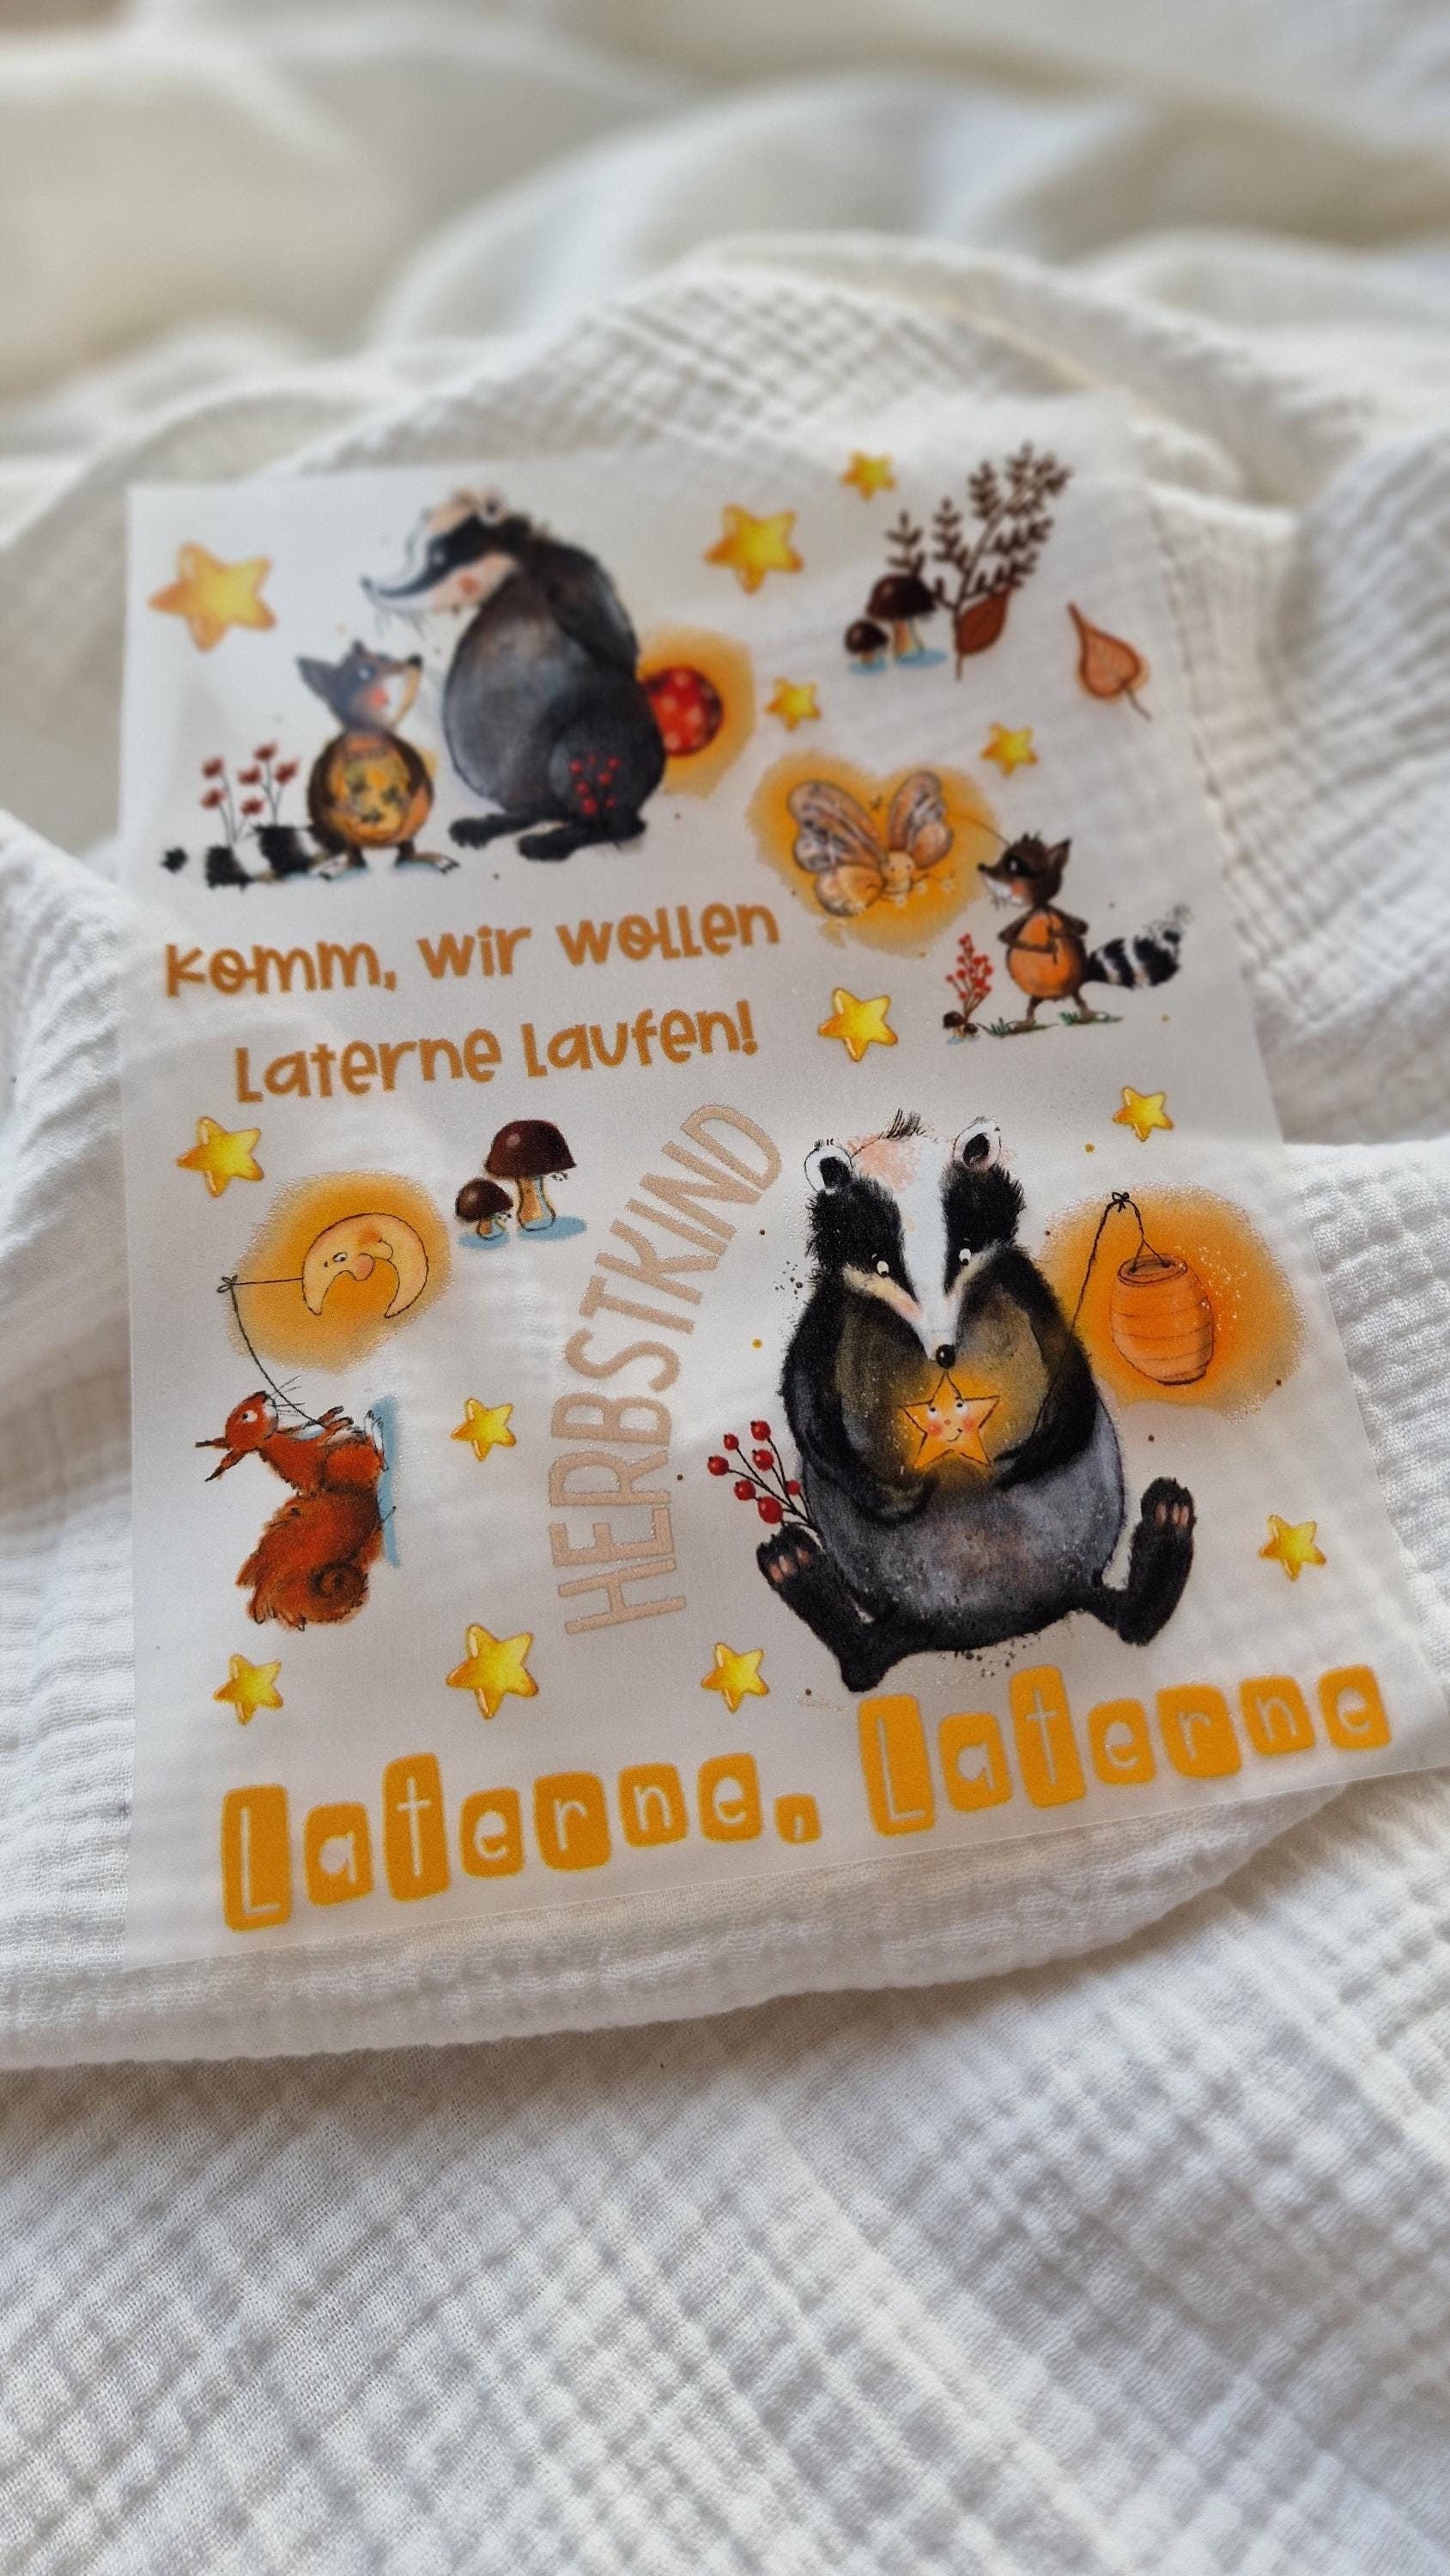 Komm, wir wollen
Laterne laufen!
HERBSTKIND
Laterne, Laterne